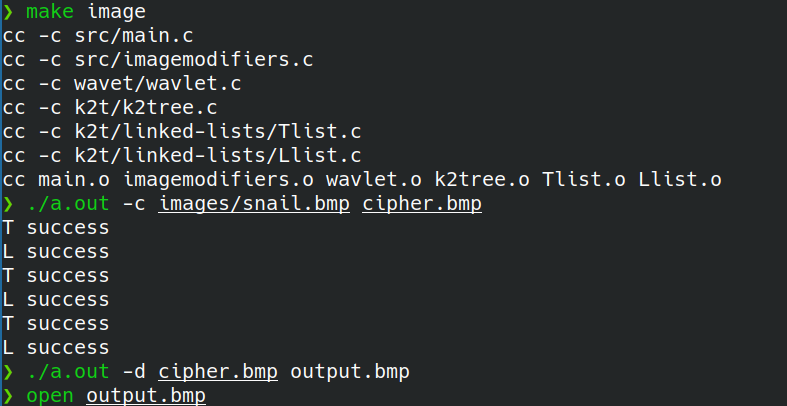 ❯ make image
cc -c src/main.c
cc -c src/imagemodifiers.c
cc -c wavet/wavlet.c
cc -c k2t/k2tree.c
cc -c k2t/linked-lists/Tlist.c
cc -c k2t/linked-lists/Llist.c
cc main.o imagemodifiers.o wavlet.o k2tree.o Tlist.o Llist.o
❯ ./a.out -c images/snail.bmp cipher.bmp
T success
L success
T success
L success
T success
L success
❯ ./a.out -d cipher.bmp output.bmp
❯ open output.bmp